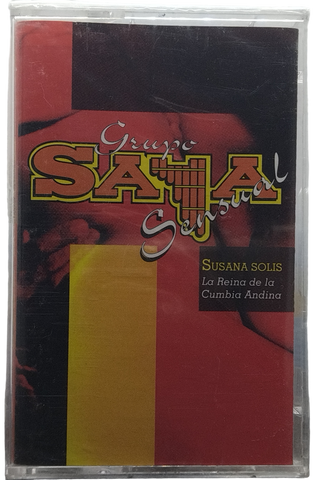 Grupo
SAYA
Sensual
SUSANA SOLIS
La Reina de la
Cumbia Andina